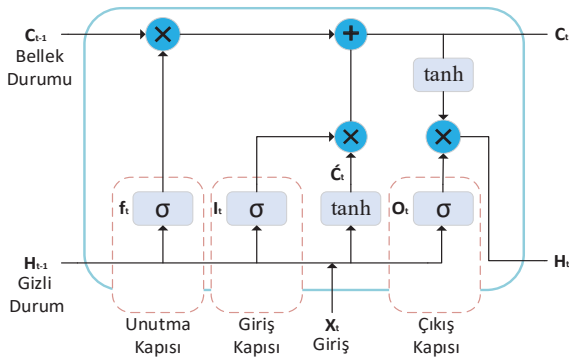 Cₜ₋₁
Bellek
Durumu
×
+
Cₜ
tanh
×
×
Ćₜ
fₜ
σ
Iₜ
σ
tanh
Oₜ
σ
Hₜ₋₁
Gizli
Durum
Hₜ
Unutma
Kapısı
Giriş
Kapısı
Xₜ
Giriş
Çıkış
Kapısı